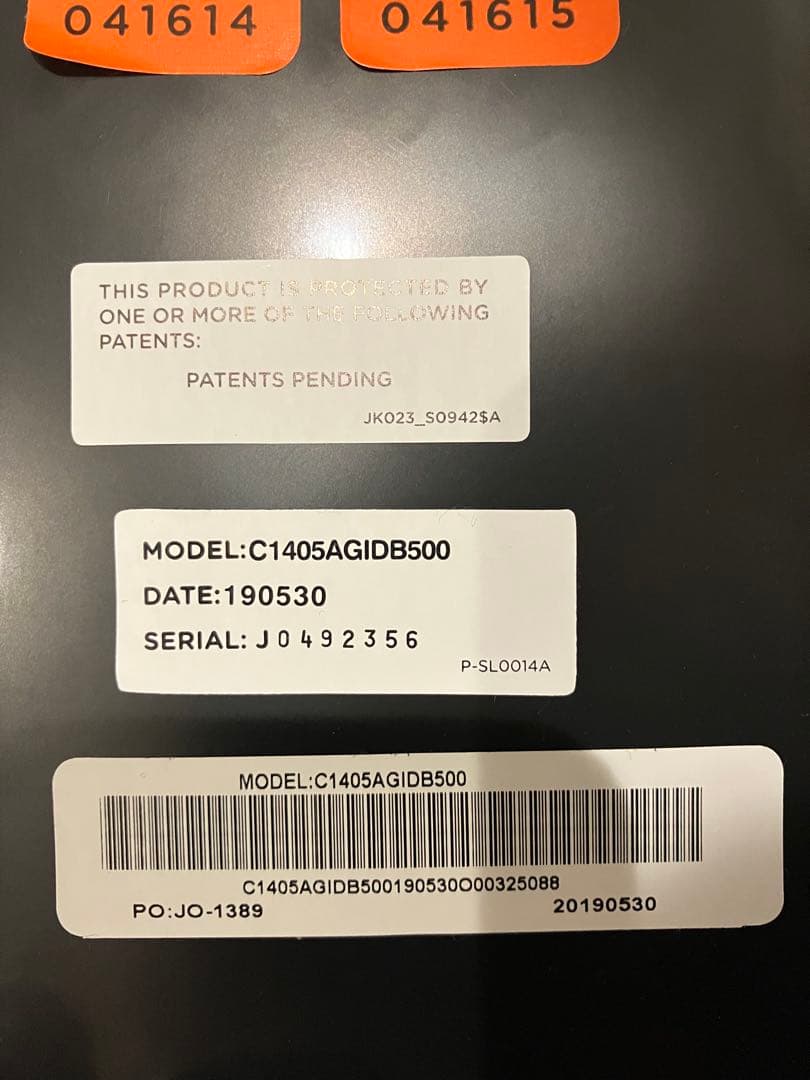 041614
041615
THIS PRODUCT IS PROTECTED BY
ONE OR MORE OF THE FOLLOWING
PATENTS:
PATENTS PENDING
JK023_S0942$A
MODEL:C1405AGIDB500
DATE:190530
SERIAL: J0492356
P-SL0014A
MODEL:C1405AGIDB500
C1405AGIDB500190530O00325088
PO:JO-1389
20190530